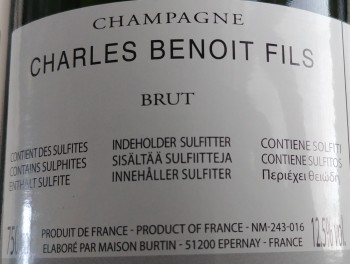 CHAMPAGNE
CHARLES BENOIT FILS
BRUT
CONTIENT DES SULFITES INDEHOLDER SULFITTER CONTIENE SULFITI
CONTAINS SULPHITES SISÄLTÄÄ SULFIITTEJA CONTIENE SULFITOS
ENTHÄLT SULFITE INNEHÅLLER SULFITER Περιέχει θειώδη
PRODUIT DE FRANCE - PRODUCT OF FRANCE - NM-243-016
ELABORÉ PAR MAISON BURTIN - 51200 EPERNAY - FRANCE
12,5% vol.